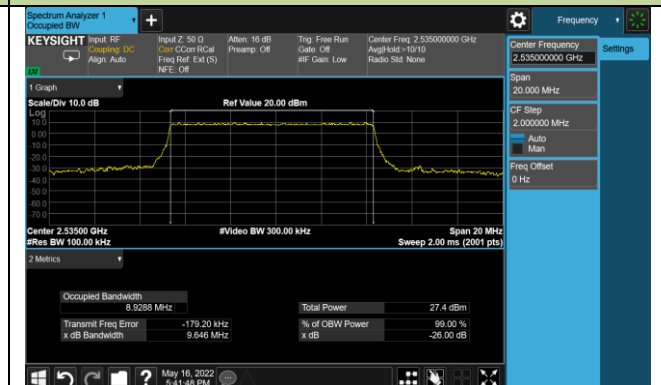 Spectrum Analyzer 1
Occupied BW
+
Frequency
KEYSIGHT
Input: RF
Coupling: DC
Align: Auto
Input Z: 50 Ω
Corr CCorr RCal
Freq Ref: Ext (S)
NFE: Off
Atten: 16 dB
Preamp: Off
Trig: Free Run
Gate: Off
#IF Gain: Low
Center Freq: 2.535000000 GHz
Avg|Hold:>10/10
Radio Std: None
LW
1 Graph
Scale/Div 10.0 dB
Ref Value 20.00 dBm
Log
10.0
0.00
-10.0
-20.0
-30.0
-40.0
-50.0
-60.0
-70.0
Center 2.53500 GHz
#Video BW 300.00 kHz
Span 20 MHz
#Res BW 100.00 kHz
Sweep 2.00 ms (2001 pts)
2 Metrics
Occupied Bandwidth
8.9288 MHz
Total Power
27.4 dBm
Transmit Freq Error
-179.20 kHz
% of OBW Power
99.00 %
x dB Bandwidth
9.646 MHz
x dB
-26.00 dB
?
May 16, 2022
5:41:48 PM
Center Frequency
2.535000000 GHz
Settings
Span
20.000 MHz
CF Step
2.000000 MHz
Auto
Man
Freq Offset
0 Hz